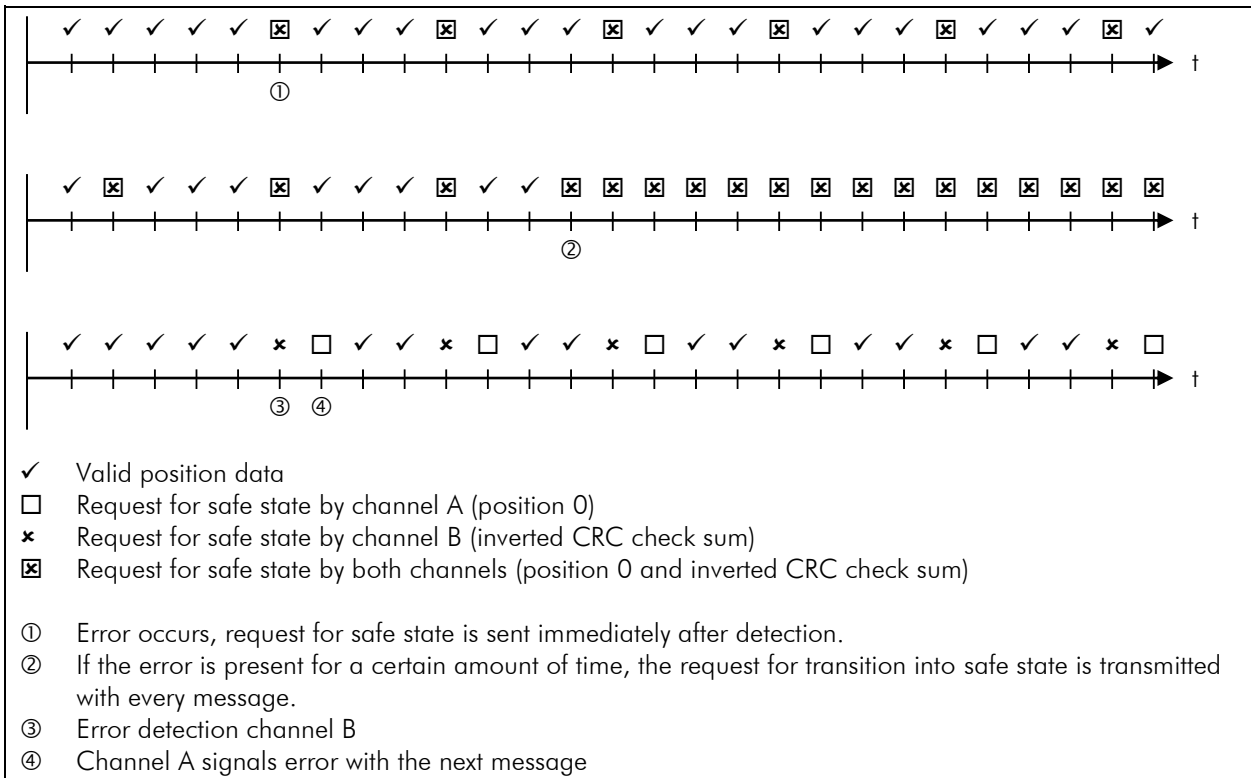 ✓ ✓ ✓ ✓ ✓ 🗷 ✓ ✓ ✓ 🗷 ✓ ✓ ✓ 🗷 ✓ ✓ ✓ 🗷 ✓ ✓ ✓ 🗷 ✓ ✓ ✓ 🗷 ✓
t
①
✓ 🗷 ✓ ✓ ✓ 🗷 ✓ ✓ ✓ 🗷 ✓ ✓ 🗷 🗷 🗷 🗷 🗷 🗷 🗷 🗷 🗷 🗷 🗷 🗷 🗷 🗷 🗷
t
②
✓ ✓ ✓ ✓ ✓ × □ ✓ ✓ × □ ✓ ✓ × □ ✓ ✓ × □ ✓ ✓ × □ ✓ ✓ × □
t
③ ④
✓ Valid position data
□ Request for safe state by channel A (position 0)
× Request for safe state by channel B (inverted CRC check sum)
🗷 Request for safe state by both channels (position 0 and inverted CRC check sum)
① Error occurs, request for safe state is sent immediately after detection.
② If the error is present for a certain amount of time, the request for transition into safe state is transmitted
with every message.
③ Error detection channel B
④ Channel A signals error with the next message